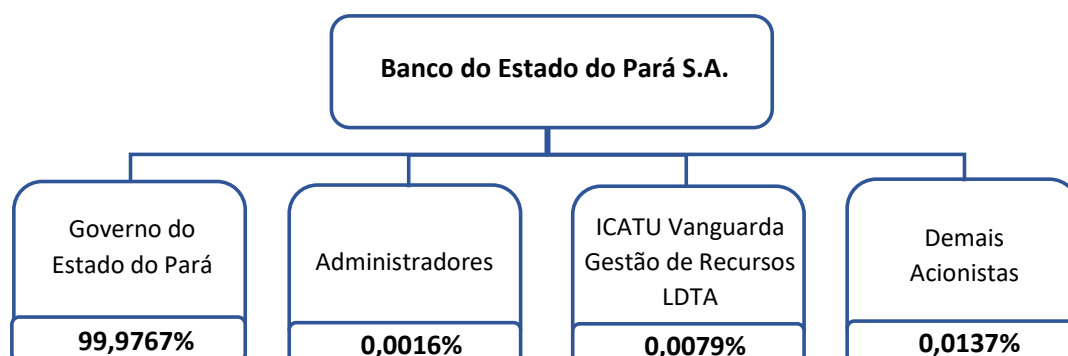 Banco do Estado do Pará S.A.
Governo do
Estado do Pará
99,9767%
Administradores
0,0016%
ICATU Vanguarda
Gestão de Recursos
LDTA
0,0079%
Demais
Acionistas
0,0137%